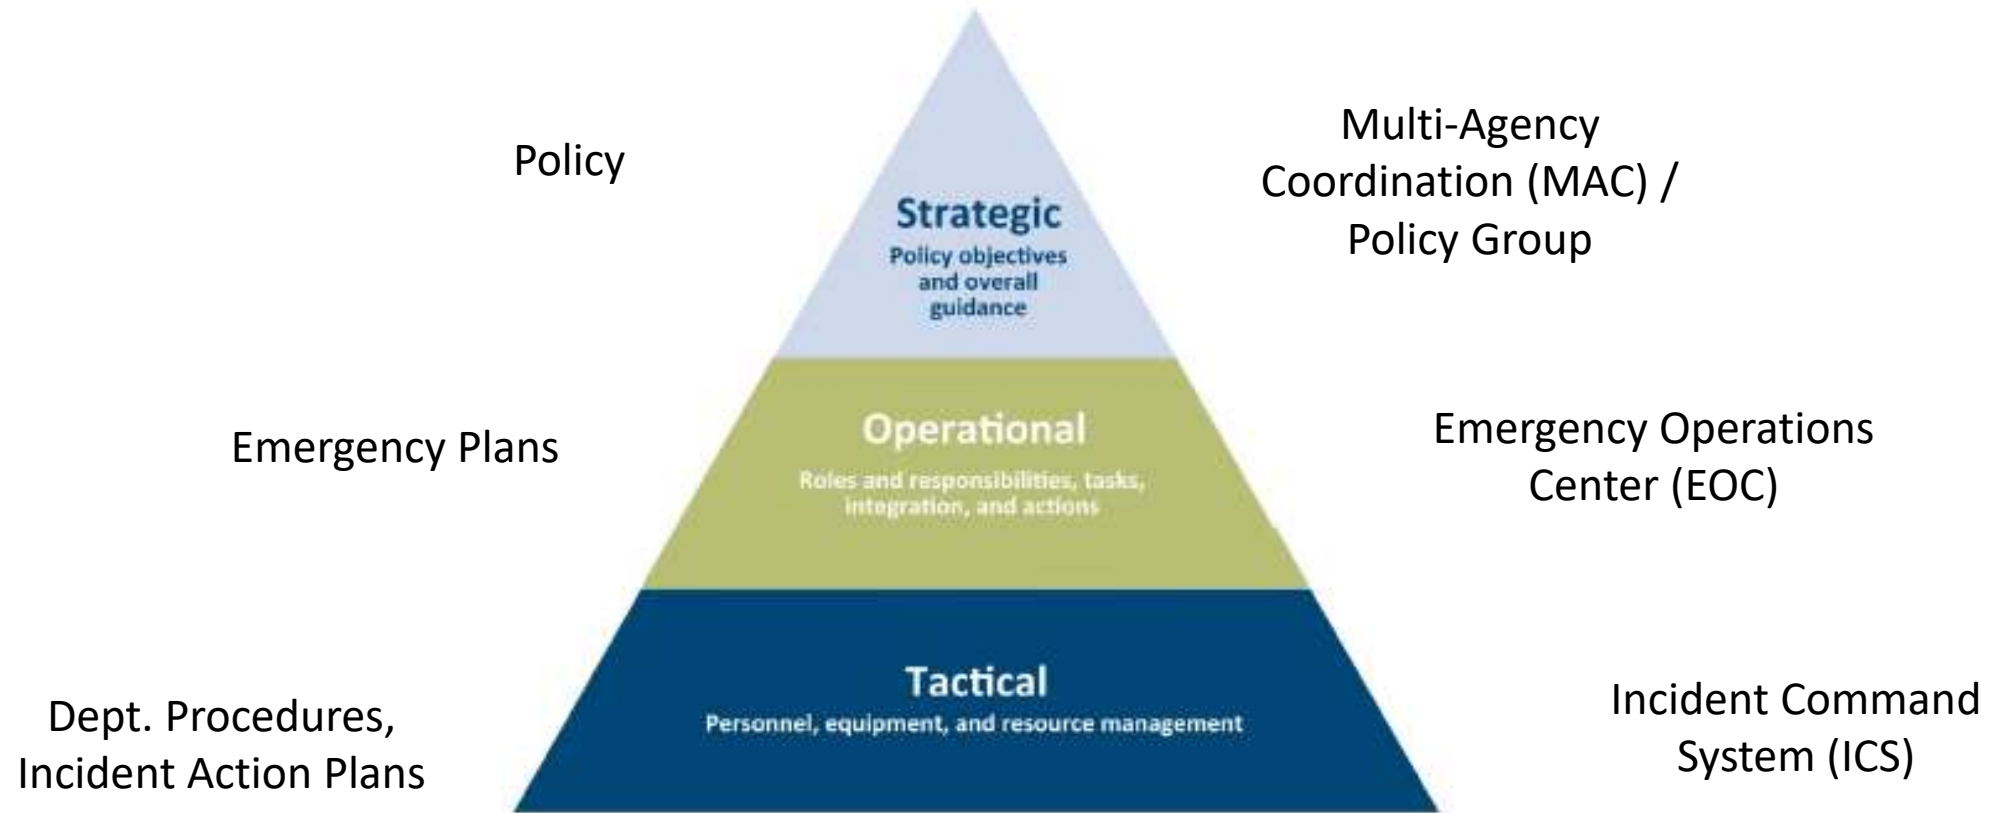 Policy
Multi-Agency
Coordination (MAC) /
Policy Group
Strategic
Policy objectives
and overall
guidance
Emergency Plans
Operational
Roles and responsibilities, tasks,
integration, and actions
Emergency Operations
Center (EOC)
Dept. Procedures,
Incident Action Plans
Tactical
Personnel, equipment, and resource management
Incident Command
System (ICS)